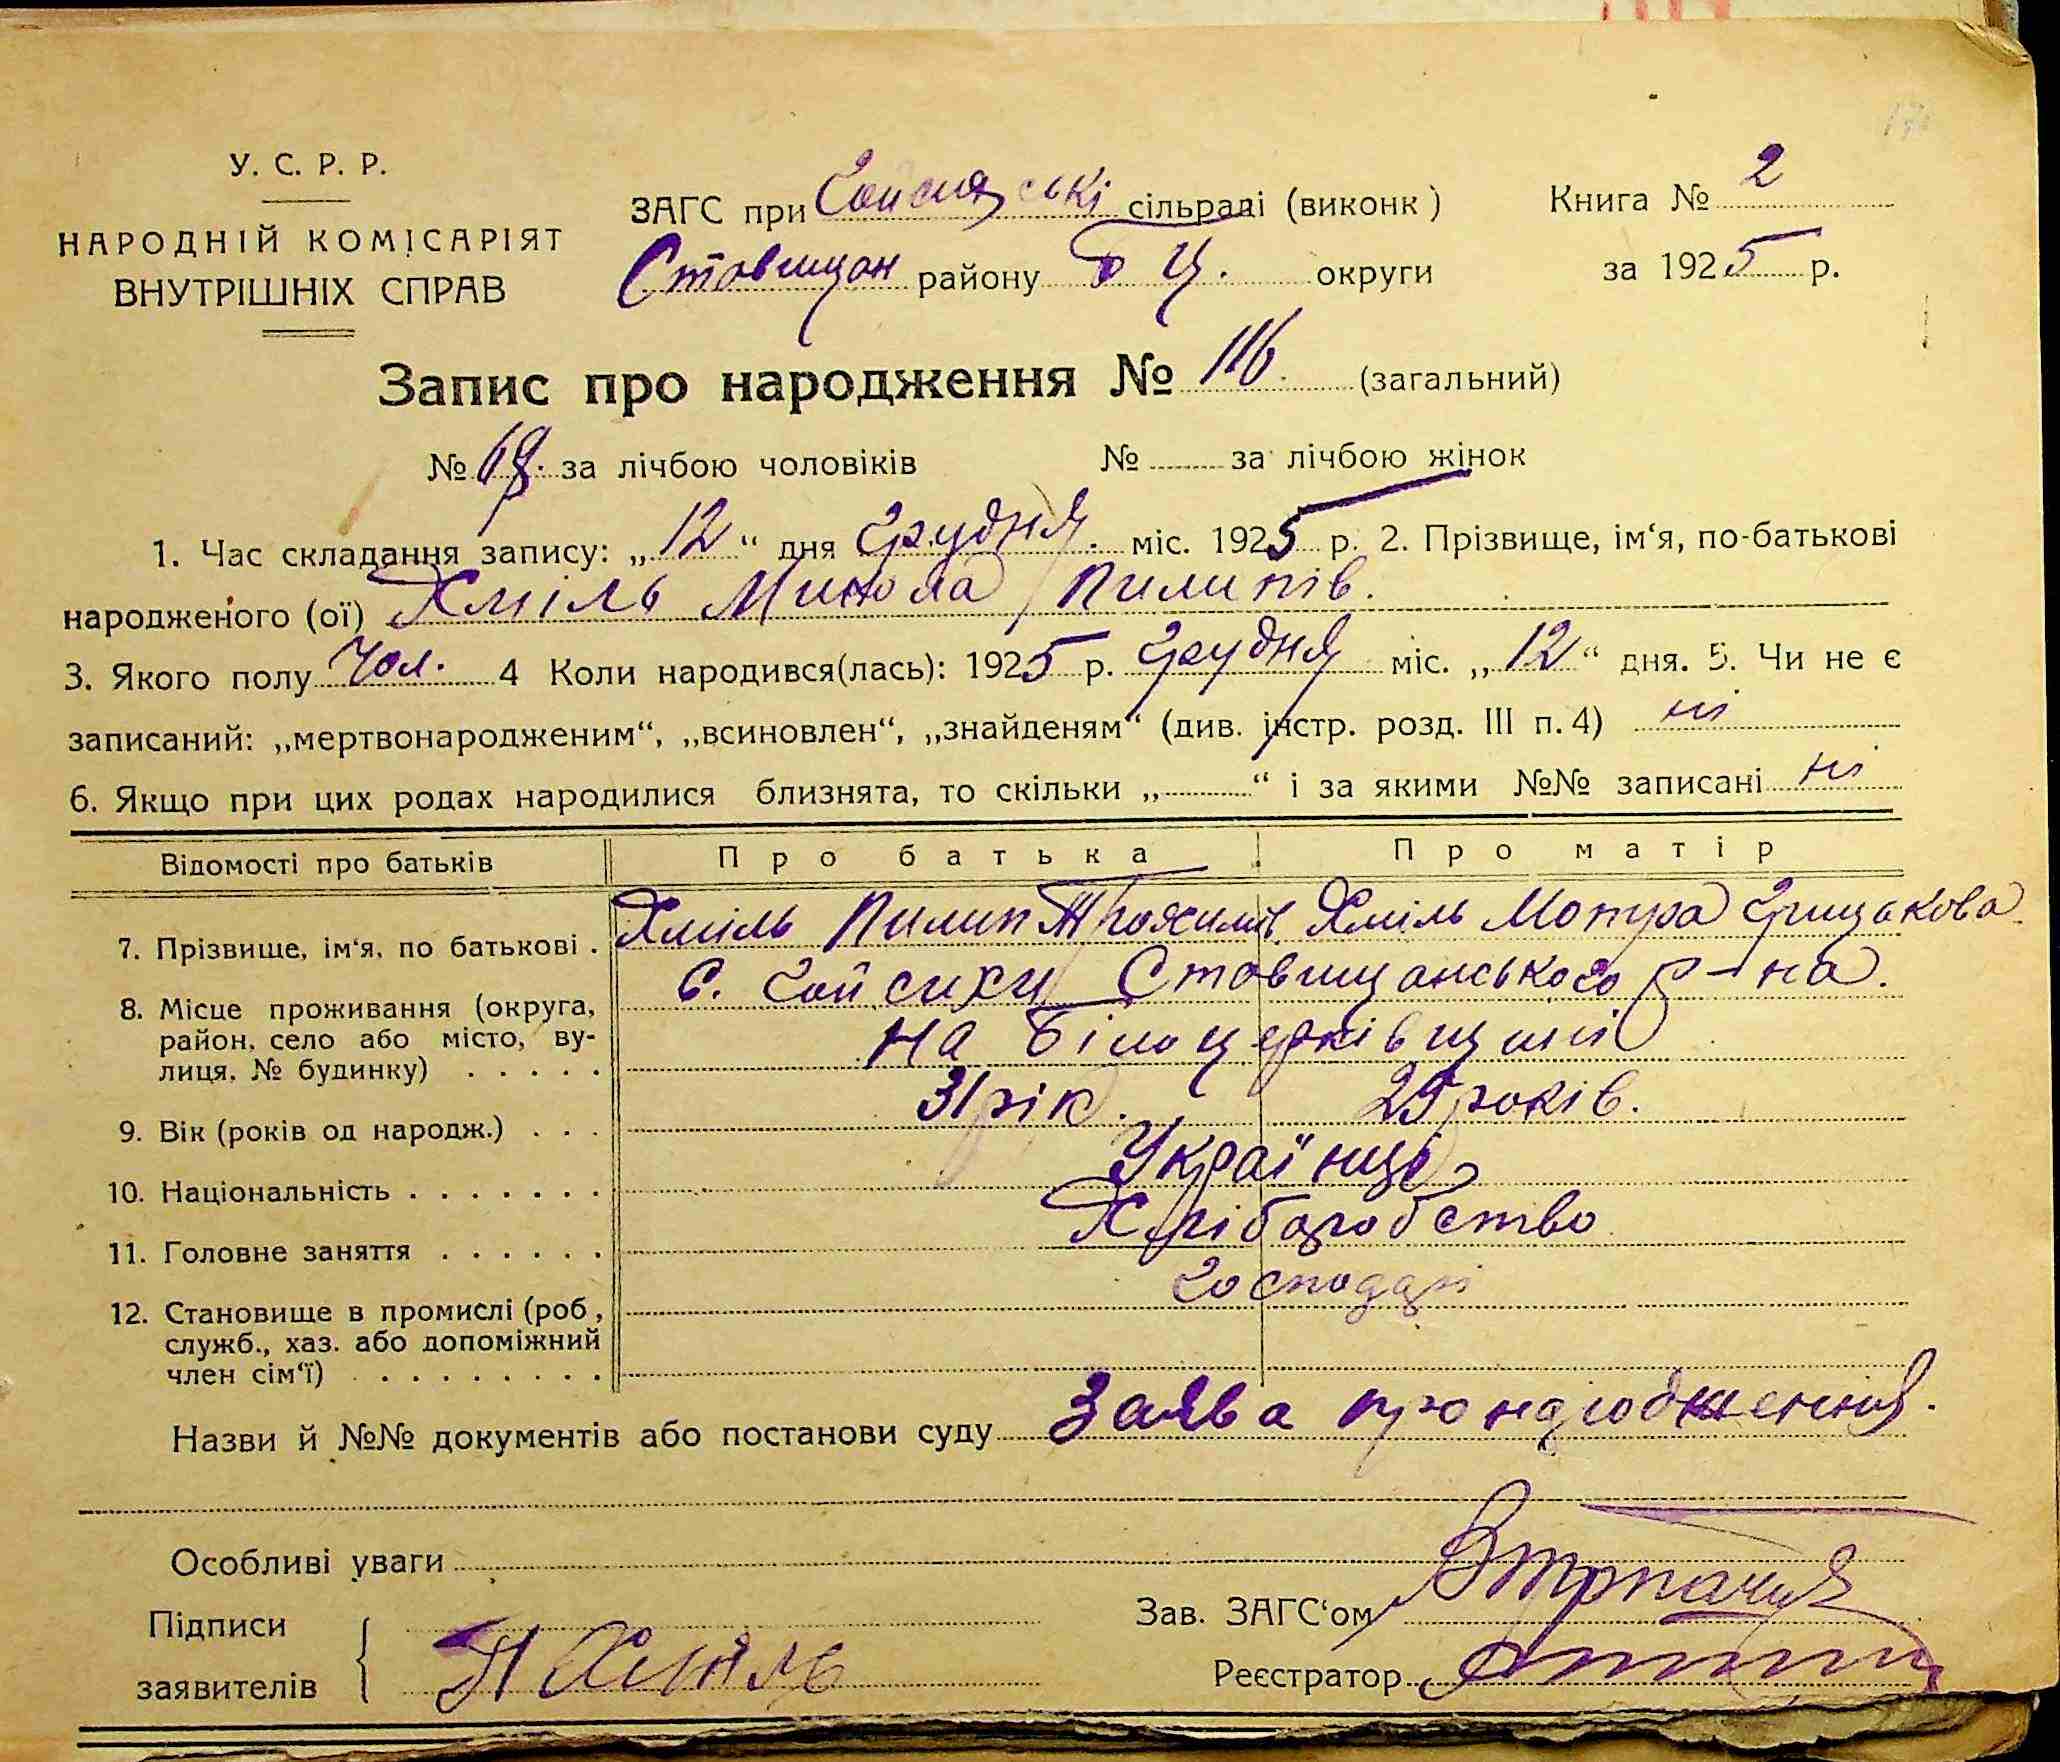 У. С. Р. Р.
НАРОДНІЙ КОМІСАРІЯТ
ВНУТРІШНІХ СПРАВ
ЗАГС при Гойсиxські сільраді (виконк )
Ставищан району Б Ц. округи
Книга № 2
за 1925 р.
Запис про народження № 116. (загальний)
№ 68. за лічбою чоловіків № за лічбою жінок
1. Час складання запису: „12“ дня Грудня. міс. 1925 р. 2. Прізвище, ім‘я, по-батькові
народженого (ої) Хміль Микола Пилипів.
3. Якого полу Чол. 4 Коли народився(лась): 1925 р. Грудня міс. „12“ дня. 5. Чи не є
записаний: „мертвонародженим“, „всиновлен“, „знайденям“ (див. інстр. розд. III п. 4) ні
6. Якщо при цих родах народилися близнята, то скільки „“ і за якими №№ записані ні
Відомості про батьків Про батька Про матір
7. Прізвище, ім‘я, по батькові . Хміль Пилип Трохимів Хміль Мотря Грицькова
8. Місце проживання (округа, район, село або місто, вулиця, № будинку) . . . . .
с. Гойсихи Ставищанського р-на.
на Білоцерківщині
9. Вік (років од народж.) . . . 31 рік. 29 років.
10. Національність . . . . . . . Українці
11. Головне заняття . . . . . . Хліборобство
12. Становище в промислі (роб., служб., хаз. або допоміжний член сім‘ї) . . . . . . . . Господарі
Назви й №№ документів або постанови суду Заява про народження.
Особливі уваги
Підписи
заявителів П Хміль
Зав. ЗАГС‘ом
Реєстратор